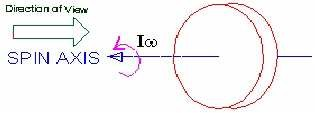 Direction of View
Iω
SPIN AXIS